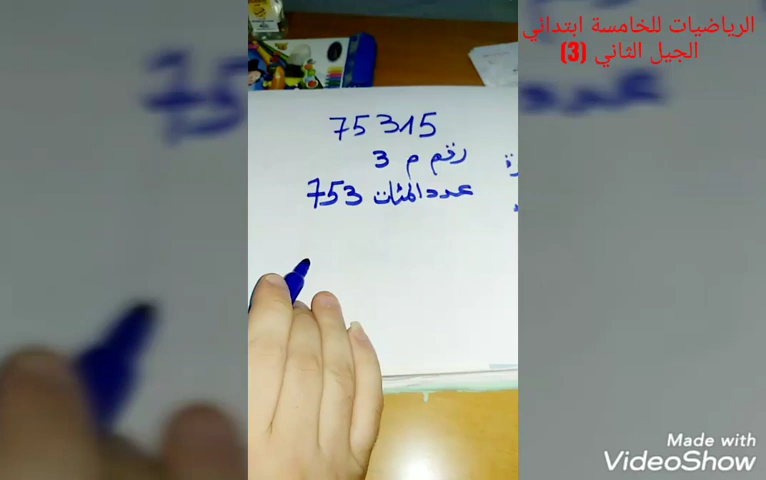 الرياضيات للخامسة ابتدائي
الجيل الثاني (3)
75315
رقم م 3
عدد المئات 753
Made with
VideoShow